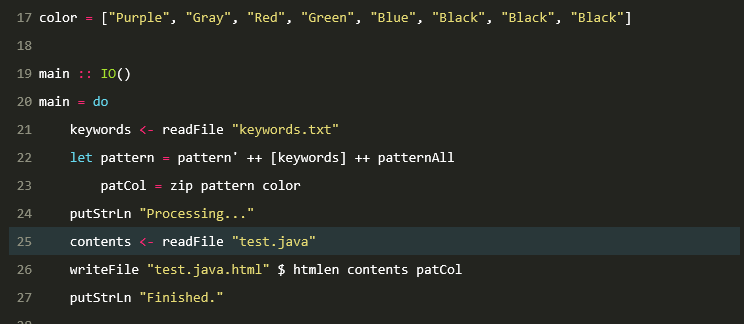 17 color = ["Purple", "Gray", "Red", "Green", "Blue", "Black", "Black", "Black"]
18
19 main :: IO()
20 main = do
21     keywords <- readFile "keywords.txt"
22     let pattern = pattern' ++ [keywords] ++ patternAll
23         patCol = zip pattern color
24     putStrLn "Processing..."
25     contents <- readFile "test.java"
26     writeFile "test.java.html" $ htmlen contents patCol
27     putStrLn "Finished."